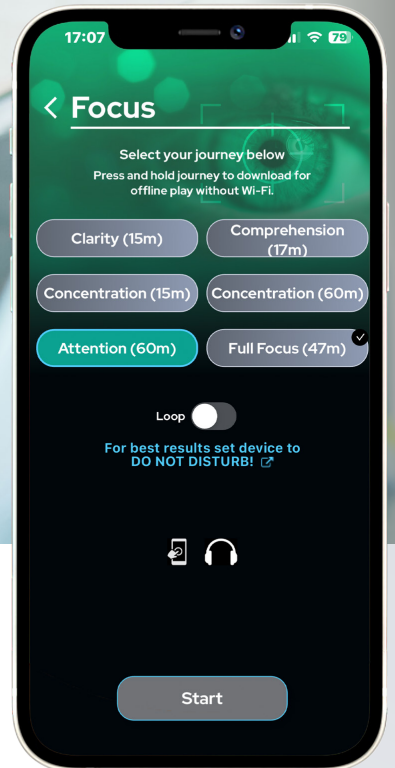 17:07
79
Focus
Select your journey below
Press and hold journey to download for
offline play without Wi-Fi.
Clarity (15m)
Comprehension
(17m)
Concentration (15m)
Concentration (60m)
Attention (60m)
Full Focus (47m)
Loop
For best results set device to
DO NOT DISTURB!
Start